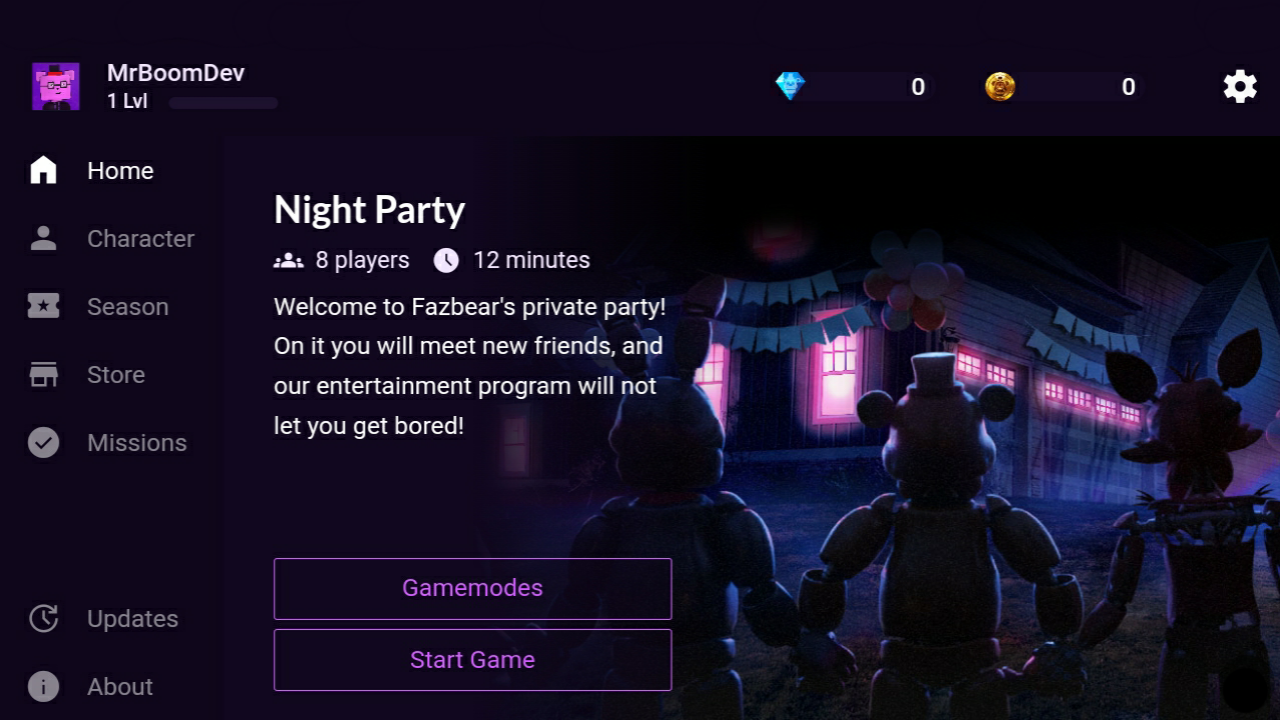 MrBoomDev
1 Lvl
0
0
Home
Character
Season
Store
Missions
Updates
About
Night Party
8 players
12 minutes
Welcome to Fazbear's private party!
On it you will meet new friends, and
our entertainment program will not
let you get bored!
Gamemodes
Start Game